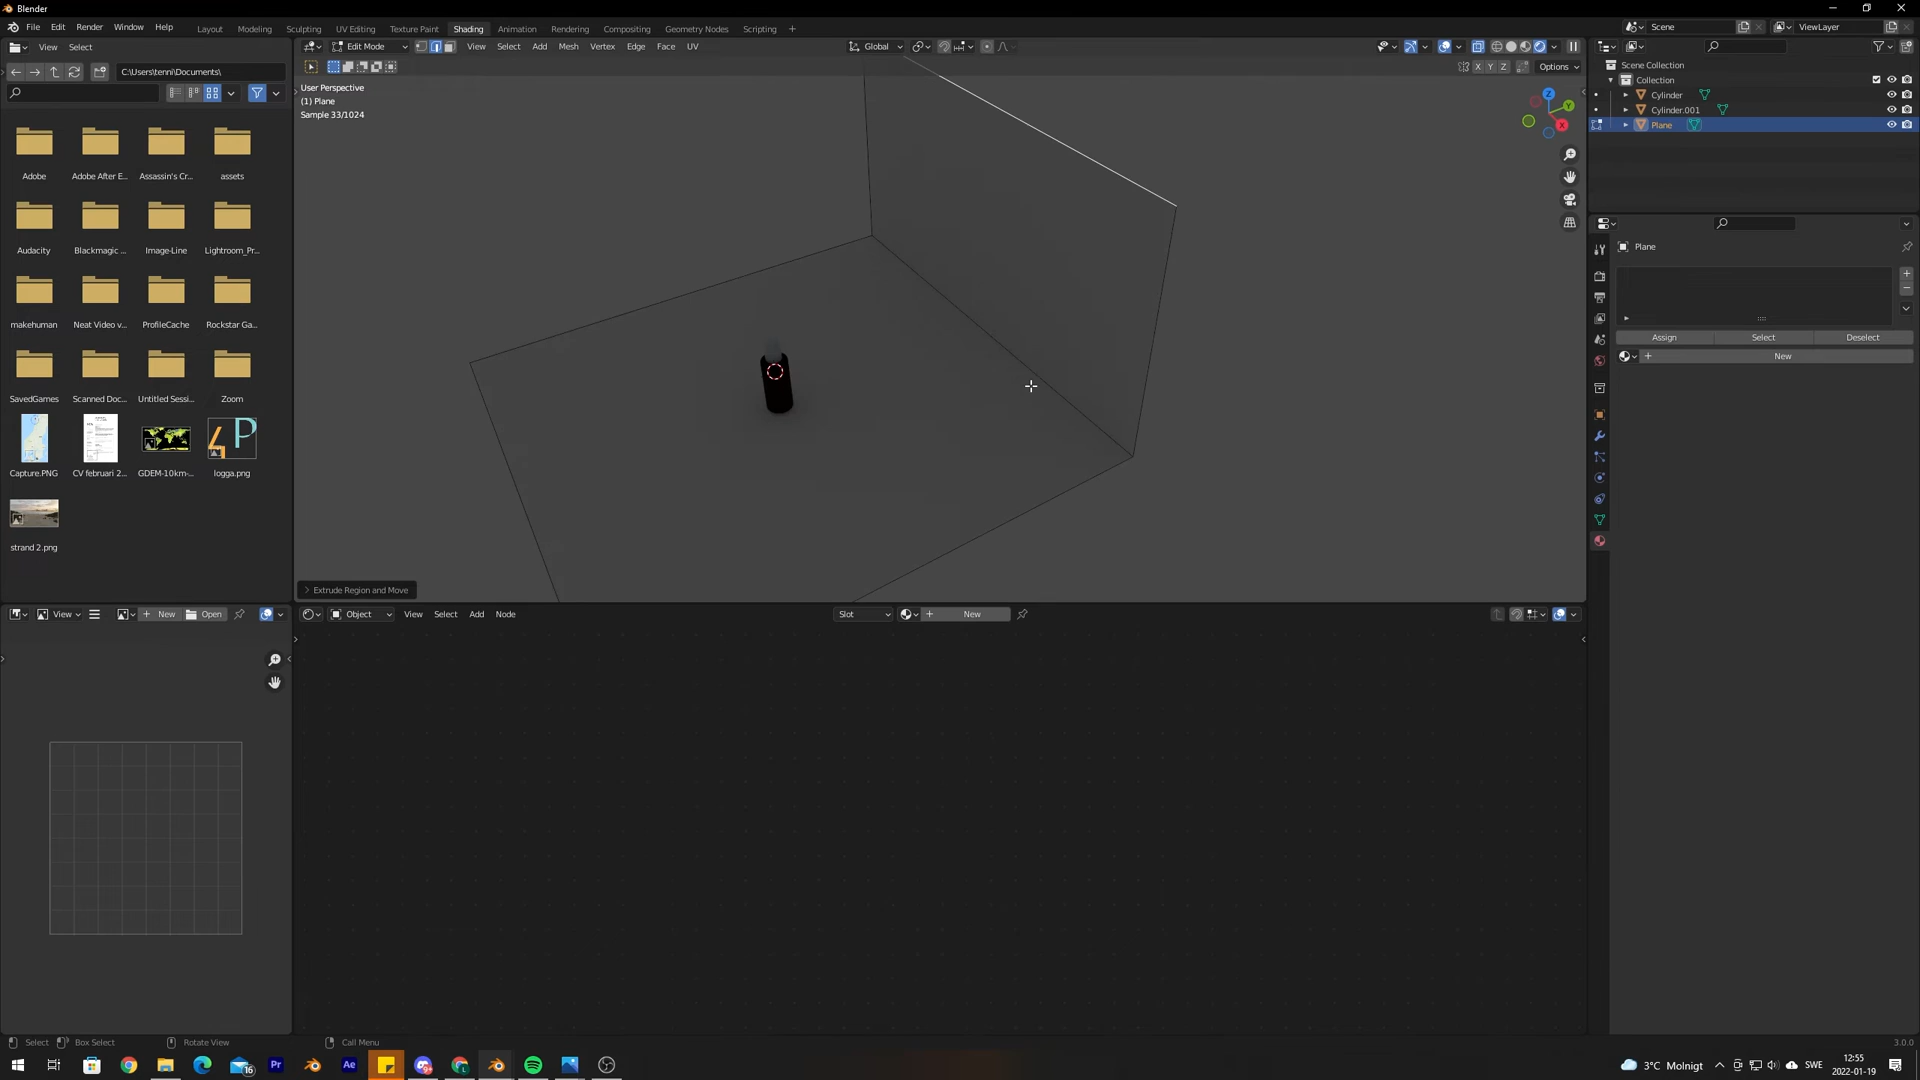 Blender
File Edit Render Window Help
Layout Modeling Sculpting UV Editing Texture Paint Shading Animation Rendering Compositing Geometry Nodes Scripting +
Scene
ViewLayer
View Select
Edit Mode
View Select Add Mesh Vertex Edge Face UV
Global
C:\Users\tenni\Documents\
X Y Z
Options
User Perspective
(1) Plane
Sample 33/1024
Z
Y
X
Scene Collection
Collection
Cylinder
Cylinder.001
Plane
Adobe
Adobe After E...
Assassin's Cr...
assets
Audacity
Blackmagic ...
Image-Line
Lightroom_Pr...
makehuman
Neat Video v...
ProfileCache
Rockstar Ga...
SavedGames
Scanned Doc...
Untitled Sessi...
Zoom
4P
Capture.PNG
CV februari 2...
GDEM-10km-...
logga.png
strand 2.png
Plane
Assign Select Deselect
New
Extrude Region and Move
View
New
Open
Object
View Select Add Node
Slot
New
Select
Box Select
Rotate View
Call Menu
3.0.0
16
Pr
Ae
3°C Molnigt
SWE
12:55
2022-01-19